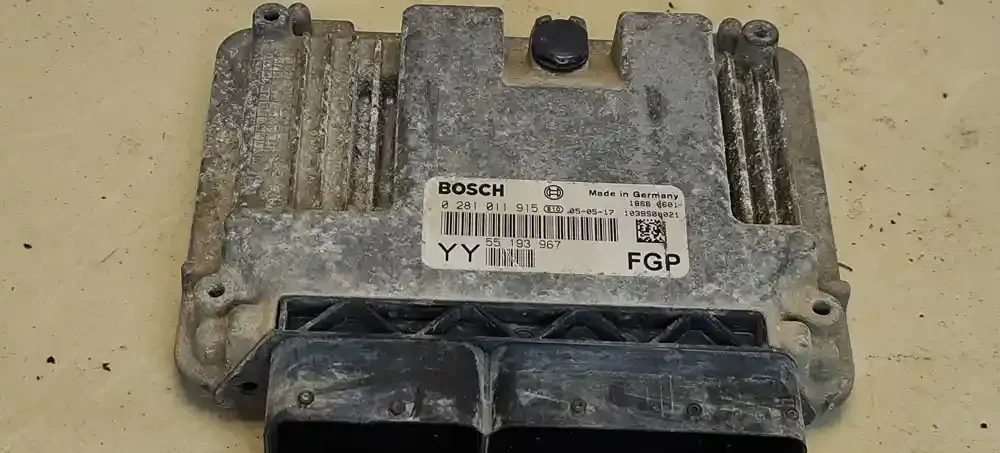 BOSCH Made in Germany
0 281 011 915 05-05-17 1039S00021
55 193 967
YY FGP